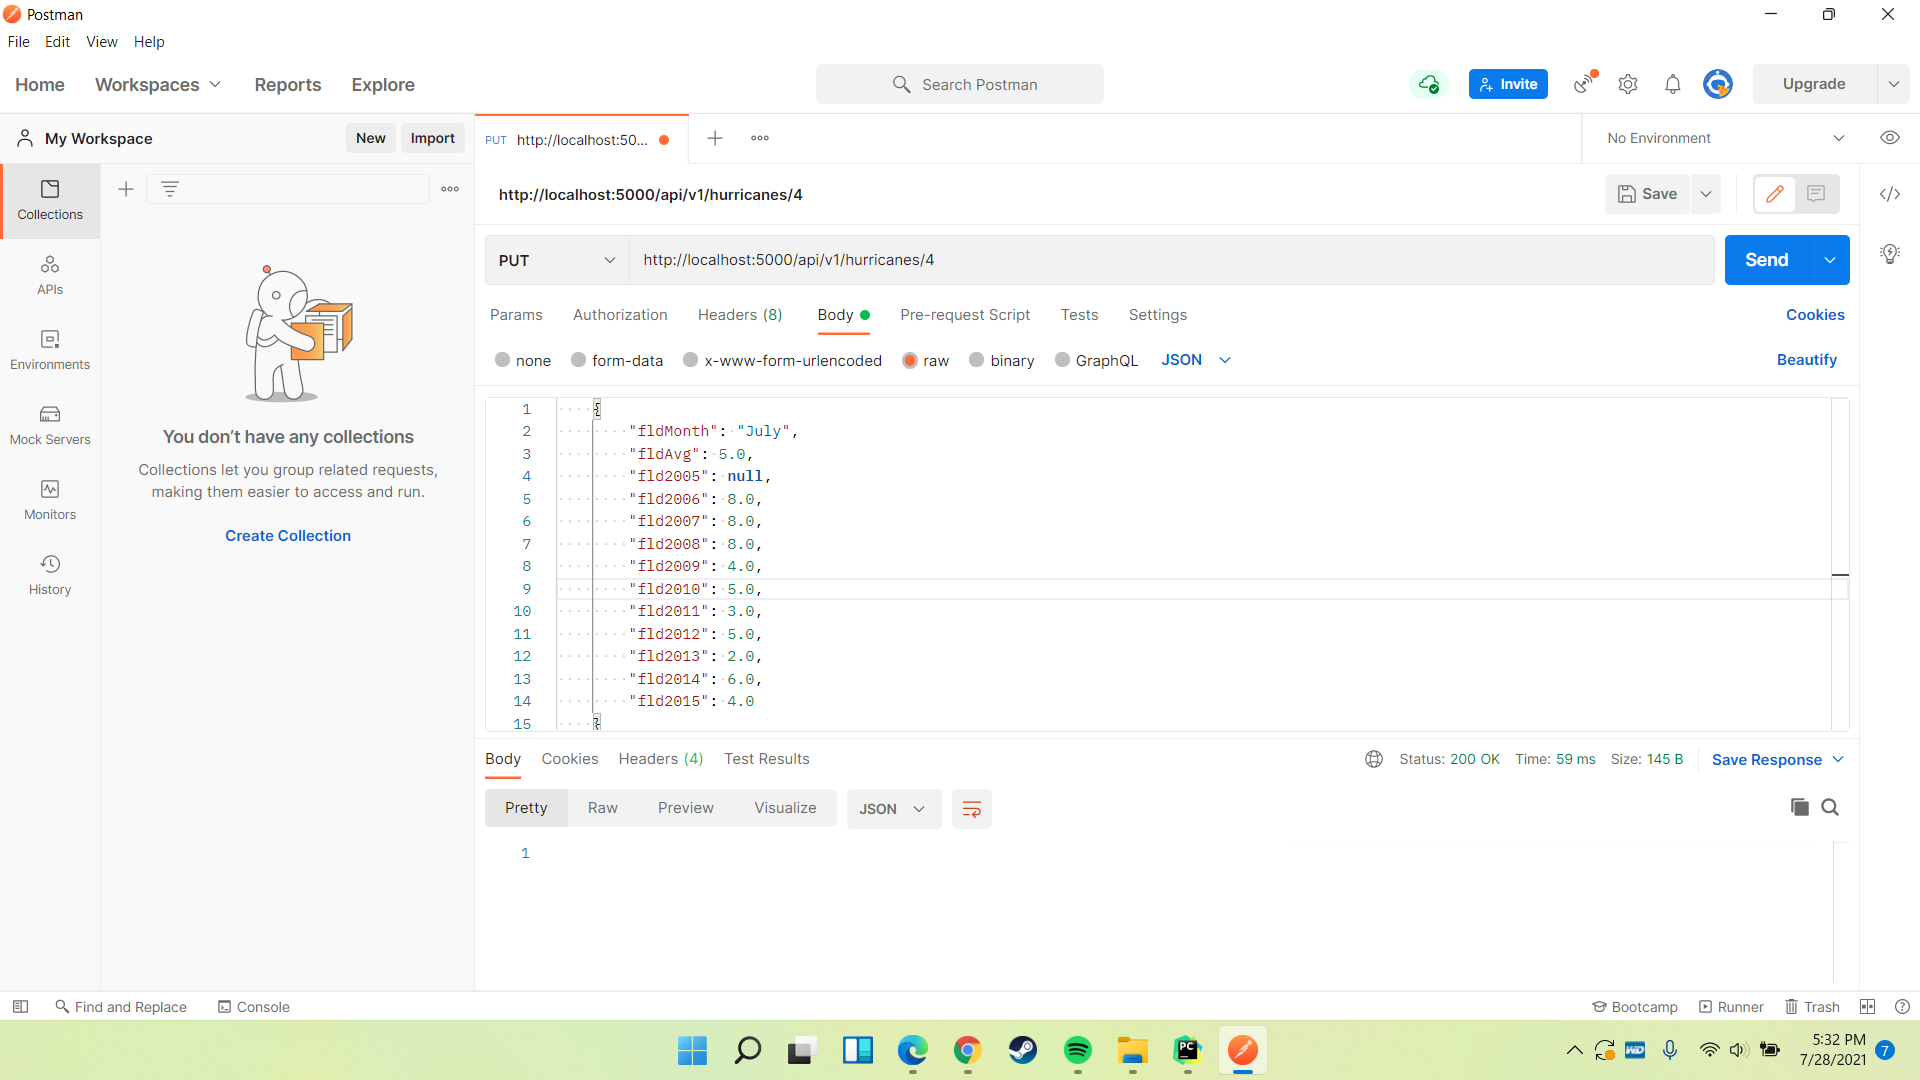 Postman
File Edit View Help
Home Workspaces Reports Explore
Search Postman
Invite
Upgrade
My Workspace
New
Import
PUT http://localhost:50...
No Environment
Collections
APIs
Environments
Mock Servers
Monitors
History
You don't have any collections
Collections let you group related requests,
making them easier to access and run.
Create Collection
http://localhost:5000/api/v1/hurricanes/4
Save
PUT
http://localhost:5000/api/v1/hurricanes/4
Send
Params Authorization Headers (8) Body Pre-request Script Tests Settings
Cookies
none form-data x-www-form-urlencoded raw binary GraphQL JSON
Beautify
1 {
2 "fldMonth": "July",
3 "fldAvg": 5.0,
4 "fld2005": null,
5 "fld2006": 8.0,
6 "fld2007": 8.0,
7 "fld2008": 8.0,
8 "fld2009": 4.0,
9 "fld2010": 5.0,
10 "fld2011": 3.0,
11 "fld2012": 5.0,
12 "fld2013": 2.0,
13 "fld2014": 6.0,
14 "fld2015": 4.0
15 }
Body Cookies Headers (4) Test Results
Status: 200 OK Time: 59 ms Size: 145 B
Save Response
Pretty Raw Preview Visualize
JSON
1
Find and Replace Console
Bootcamp Runner Trash
PC
WD
5:32 PM
7/28/2021
7